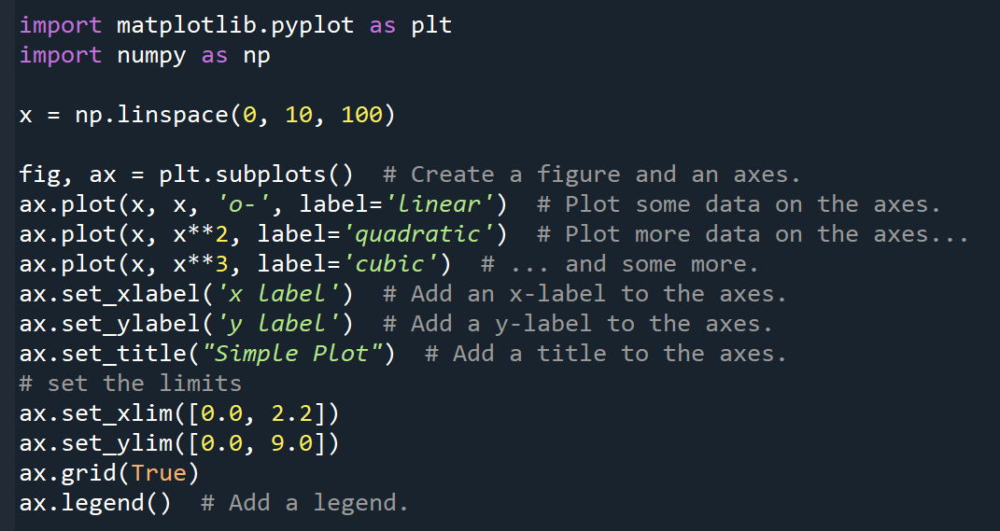 import matplotlib.pyplot as plt
import numpy as np
x = np.linspace(0, 10, 100)
fig, ax = plt.subplots()  # Create a figure and an axes.
ax.plot(x, x, 'o-', label='linear')  # Plot some data on the axes.
ax.plot(x, x**2, label='quadratic')  # Plot more data on the axes...
ax.plot(x, x**3, label='cubic')  # ... and some more.
ax.set_xlabel('x label')  # Add an x-label to the axes.
ax.set_ylabel('y label')  # Add a y-label to the axes.
ax.set_title("Simple Plot")  # Add a title to the axes.
# set the limits
ax.set_xlim([0.0, 2.2])
ax.set_ylim([0.0, 9.0])
ax.grid(True)
ax.legend()  # Add a legend.